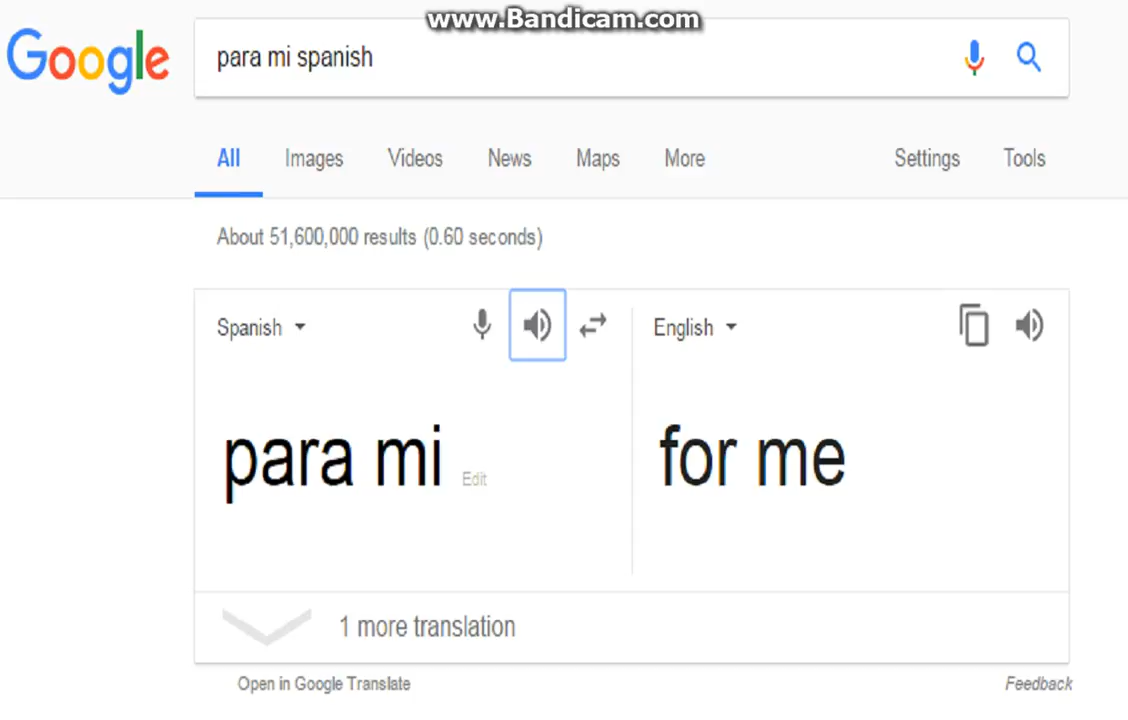 www.Bandicam.com
Google
para mi spanish
All Images Videos News Maps More Settings Tools
About 51,600,000 results (0.60 seconds)
Spanish English
para mi Edit for me
1 more translation
Open in Google Translate Feedback